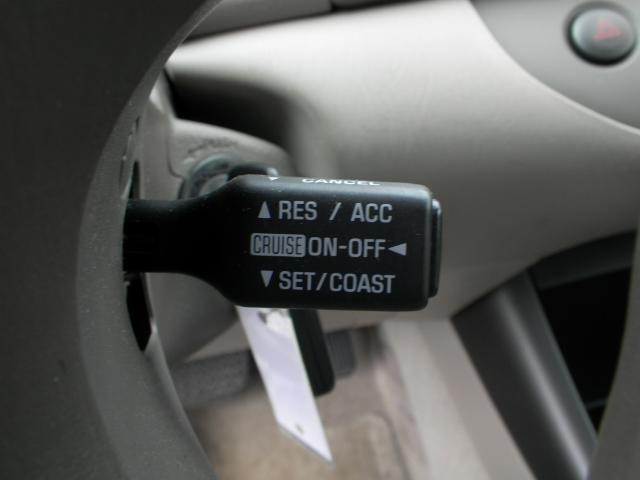 CANCEL
▲ RES / ACC
CRUISE ON-OFF ◄
▼ SET/COAST